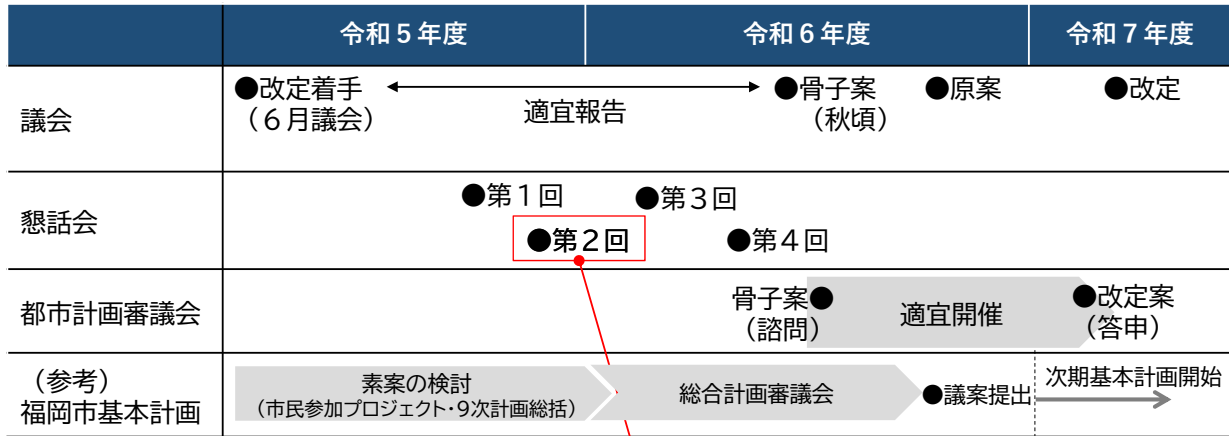 令和５年度
令和６年度
令和７年度
議会
●改定着手
（６月議会）
適宜報告
●骨子案
（秋頃）
●原案
●改定
懇話会
●第１回
●第２回
●第３回
●第４回
都市計画審議会
骨子案●
（諮問）
適宜開催
●改定案
（答申）
（参考）
福岡市基本計画
素案の検討
（市民参加プロジェクト・９次計画総括）
総合計画審議会
●議案提出
次期基本計画開始